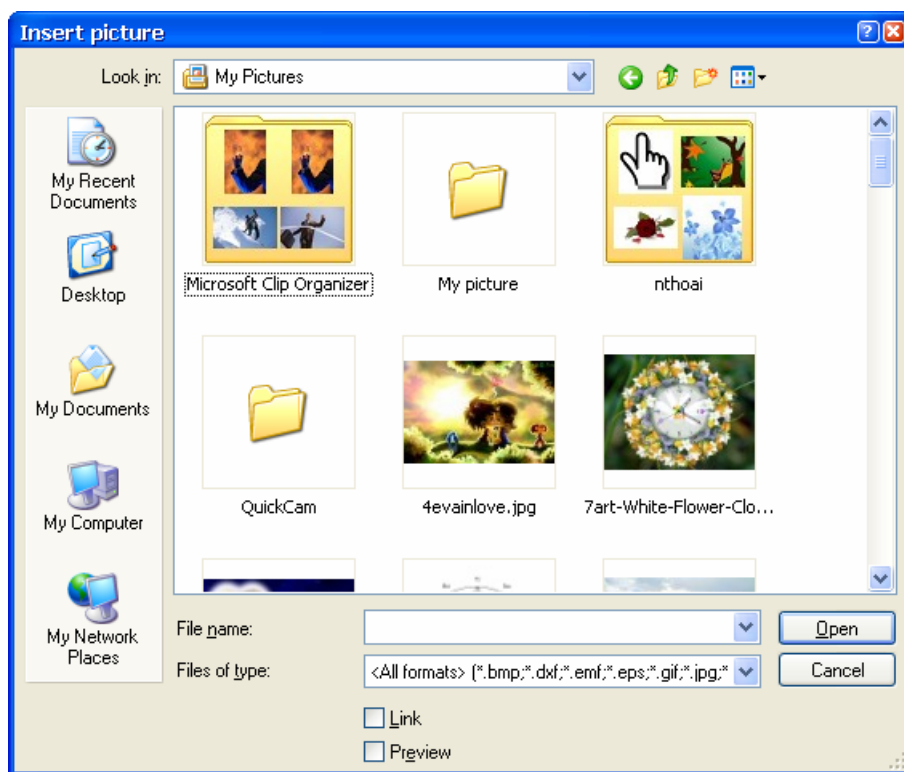 Insert picture
Look in:
My Pictures
My Recent
Documents
Desktop
My Documents
My Computer
My Network
Places
Microsoft Clip Organizer
My picture
nthoai
QuickCam
4evainlove.jpg
7art-White-Flower-Clo...
File name:
Open
Files of type:
<All formats> (*.bmp;*.dxf;*.emf;*.eps;*.gif;*.jpg;*
Cancel
Link
Preview